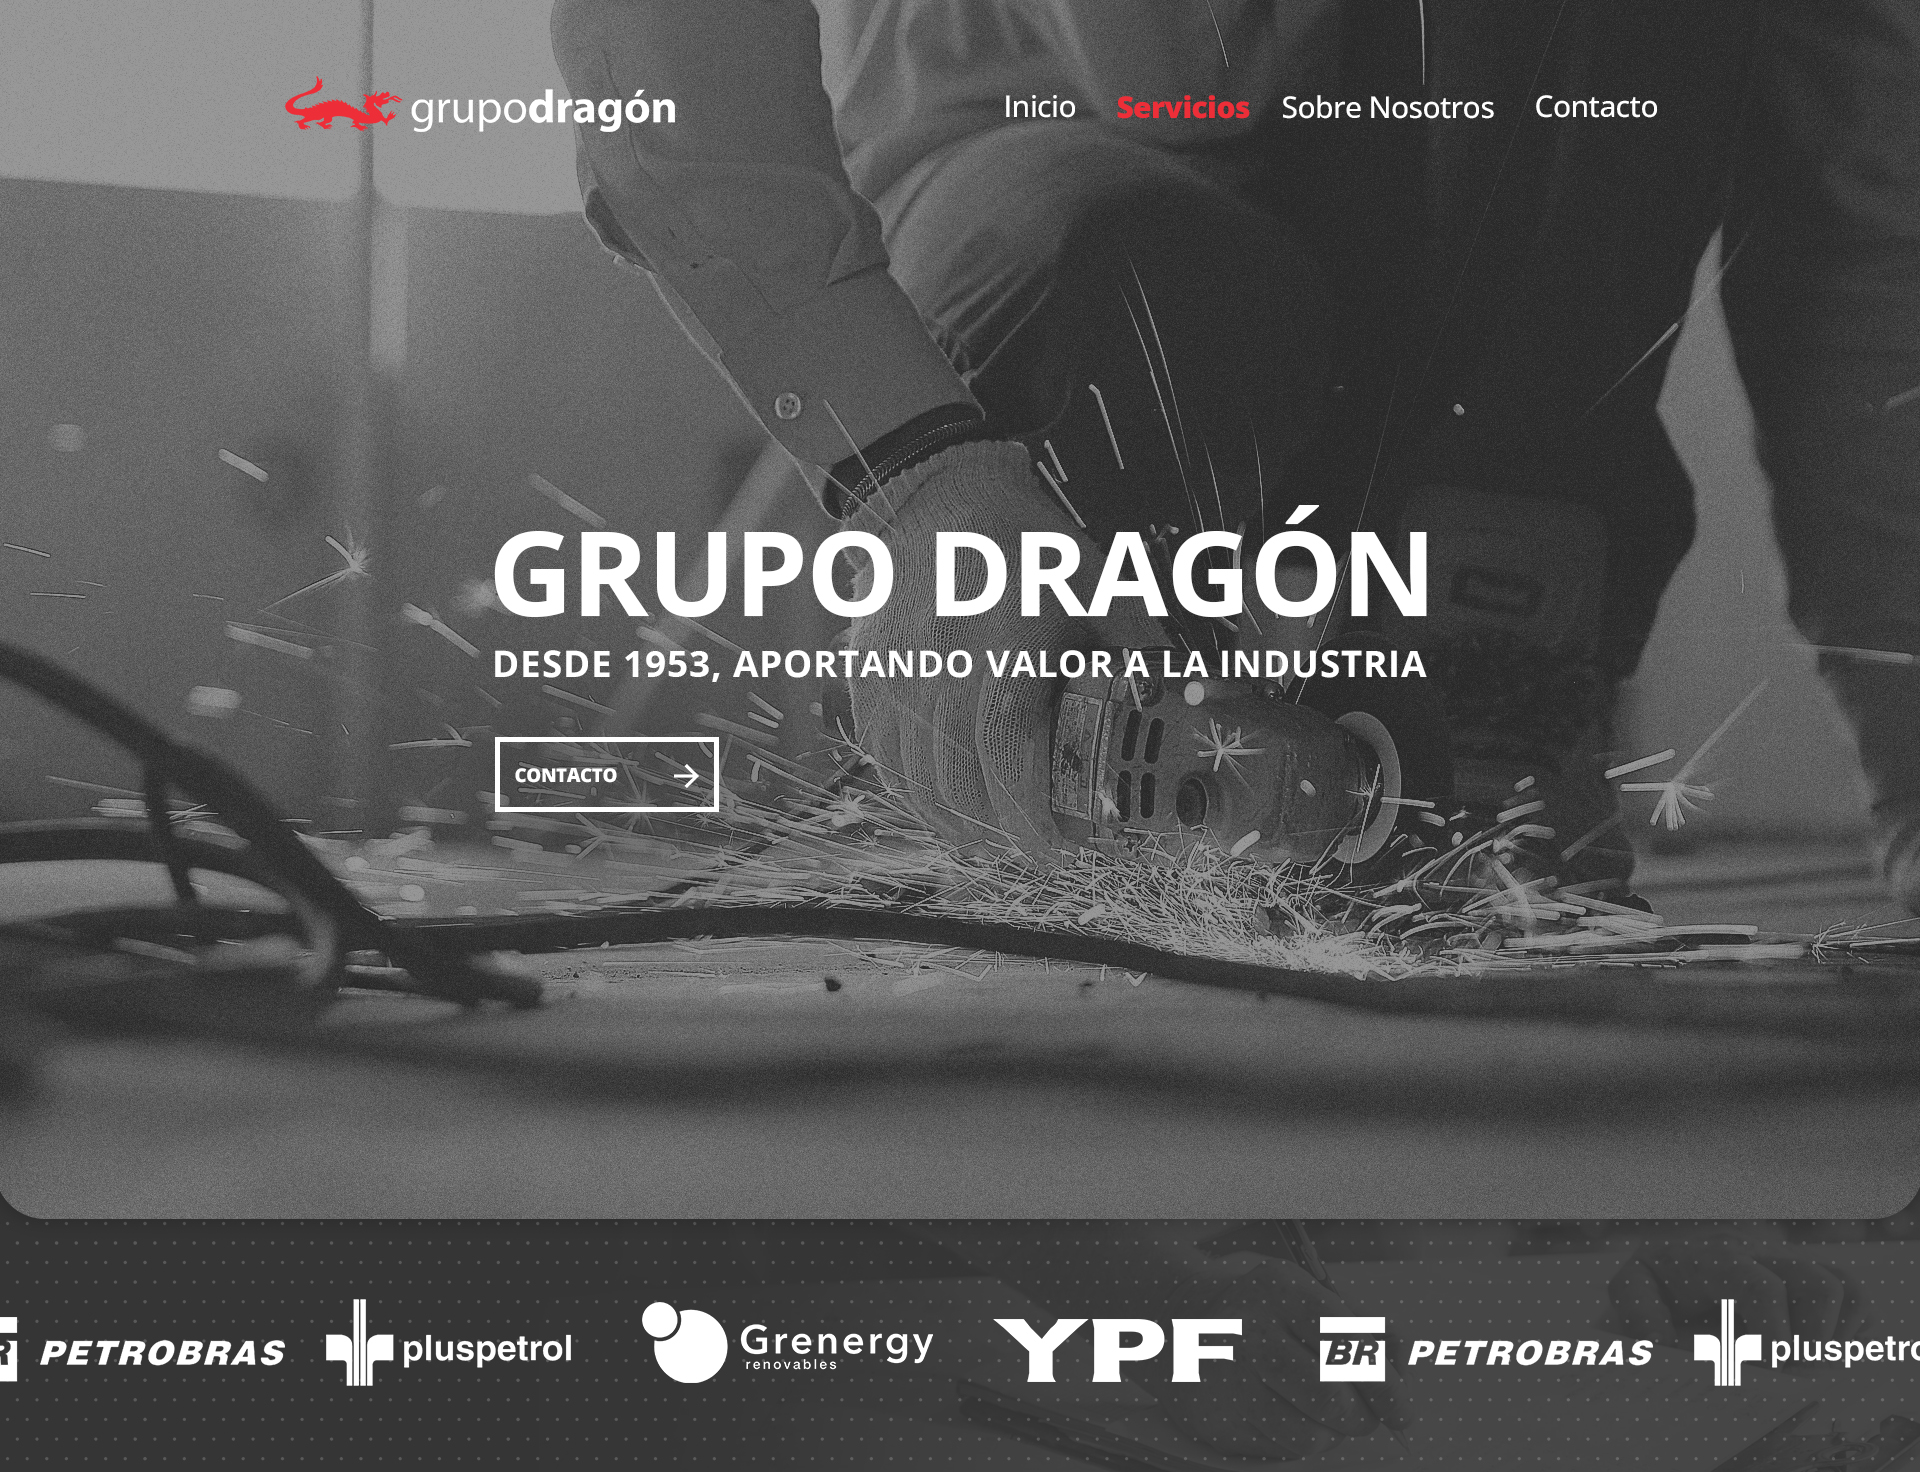 grupodragón
Inicio Servicios Sobre Nosotros Contacto
GRUPO DRAGÓN
DESDE 1953, APORTANDO VALOR A LA INDUSTRIA
CONTACTO
BR PETROBRAS pluspetrol Grenergy renovables YPF BR PETROBRAS pluspetro